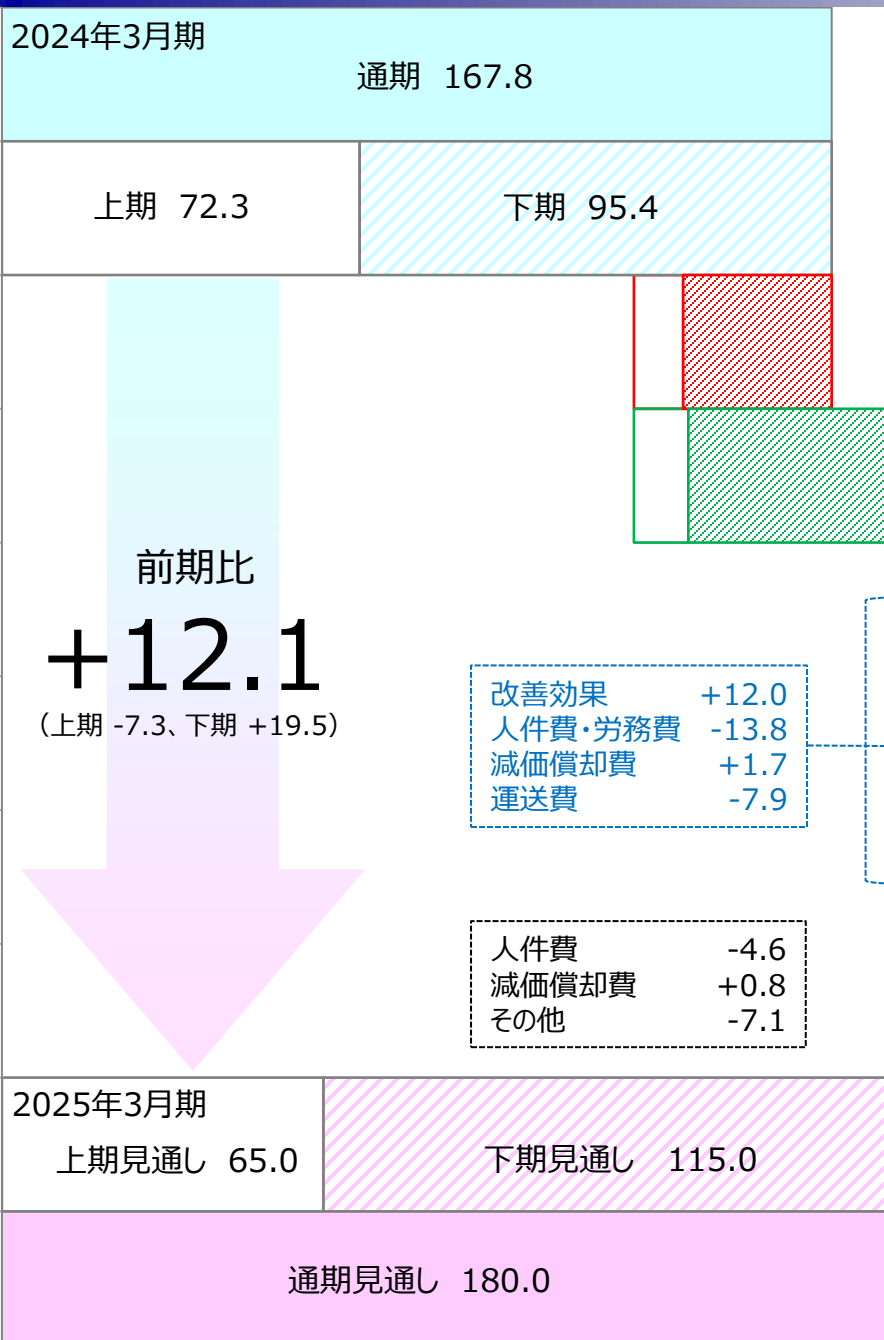 2024年3月期
通期 167.8
上期 72.3
下期 95.4
前期比
+12.1
（上期 -7.3、下期 +19.5）
改善効果 +12.0
人件費・労務費 -13.8
減価償却費 +1.7
運送費 -7.9
人件費 -4.6
減価償却費 +0.8
その他 -7.1
2025年3月期
上期見通し 65.0
下期見通し 115.0
通期見通し 180.0